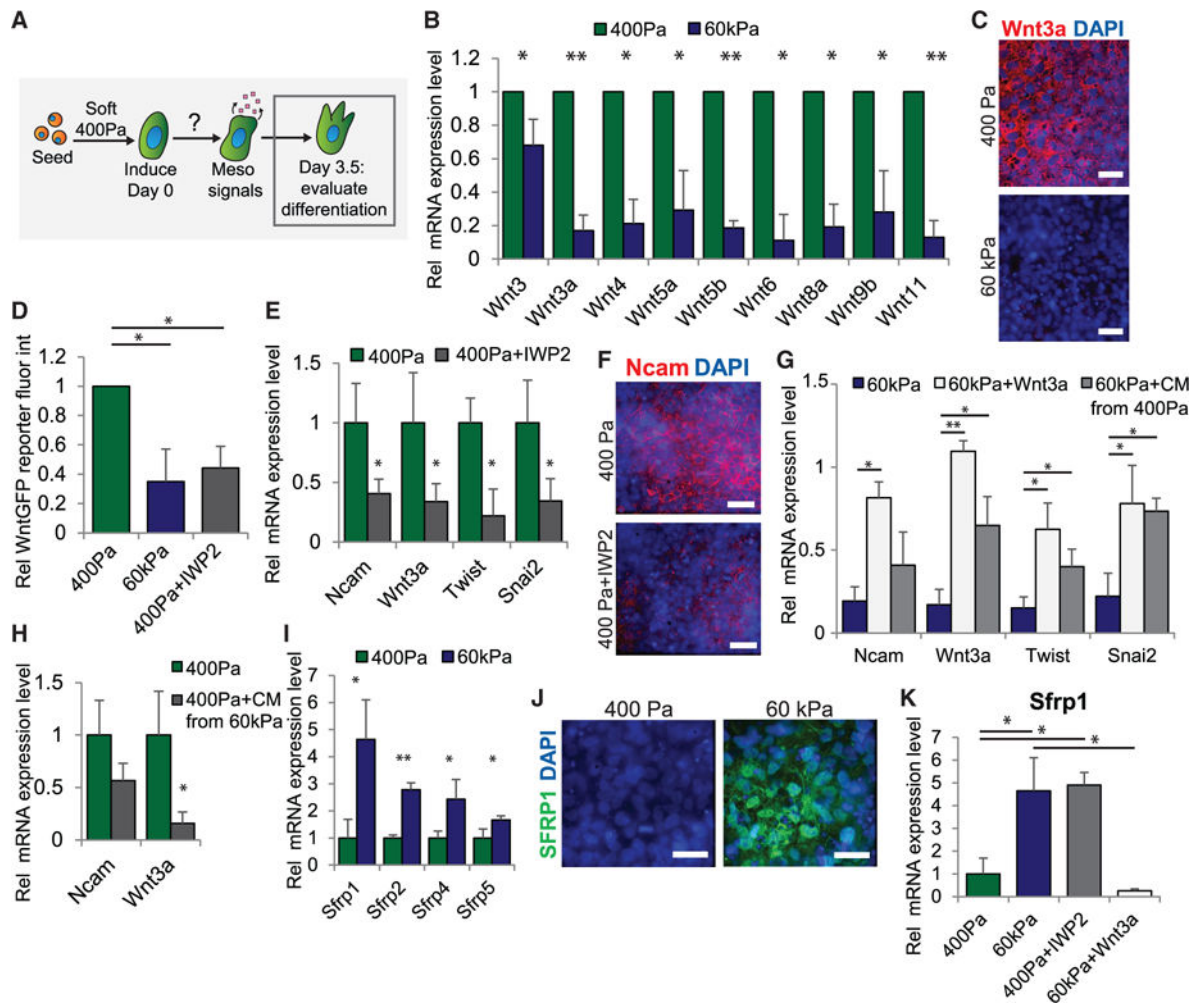 A
Soft
400Pa
?
Seed
Induce
Day 0
Meso
signals
Day 3.5:
evaluate
differentiation
B
400Pa 60kPa
Rel mRNA expression level
1.2
1
0.8
0.6
0.4
0.2
0
* ** * * ** * * * **
Wnt3 Wnt3a Wnt4 Wnt5a Wnt5b Wnt6 Wnt8a Wnt9b Wnt11
C
Wnt3a DAPI
400 Pa
60 kPa
D
Rel WntGFP reporter fluor int
1.2
1
0.8
0.6
0.4
0.2
0
*
*
400Pa 60kPa 400Pa+IWP2
E
400Pa 400Pa+IWP2
Rel mRNA expression level
1.5
1
0.5
0
* * * *
Ncam Wnt3a Twist Snai2
F
Ncam DAPI
400 Pa
400 Pa+IWP2
G
60kPa 60kPa+Wnt3a 60kPa+CM
from 400Pa
Rel mRNA expression level
1.5
1
0.5
0
*
*
**
*
*
*
*
Ncam Wnt3a Twist Snai2
H
400Pa
400Pa+CM
from 60kPa
Rel mRNA expression level
1.5
1
0.5
0
*
Ncam Wnt3a
I
400Pa 60kPa
Rel mRNA expression level
7
6
5
4
3
2
1
0
* ** * *
Sfrp1 Sfrp2 Sfrp4 Sfrp5
J
400 Pa 60 kPa
SFRP1 DAPI
K
Sfrp1
Rel mRNA expression level
7
6
5
4
3
2
1
0
*
*
*
400Pa 60kPa 400Pa+IWP2 60kPa+Wnt3a